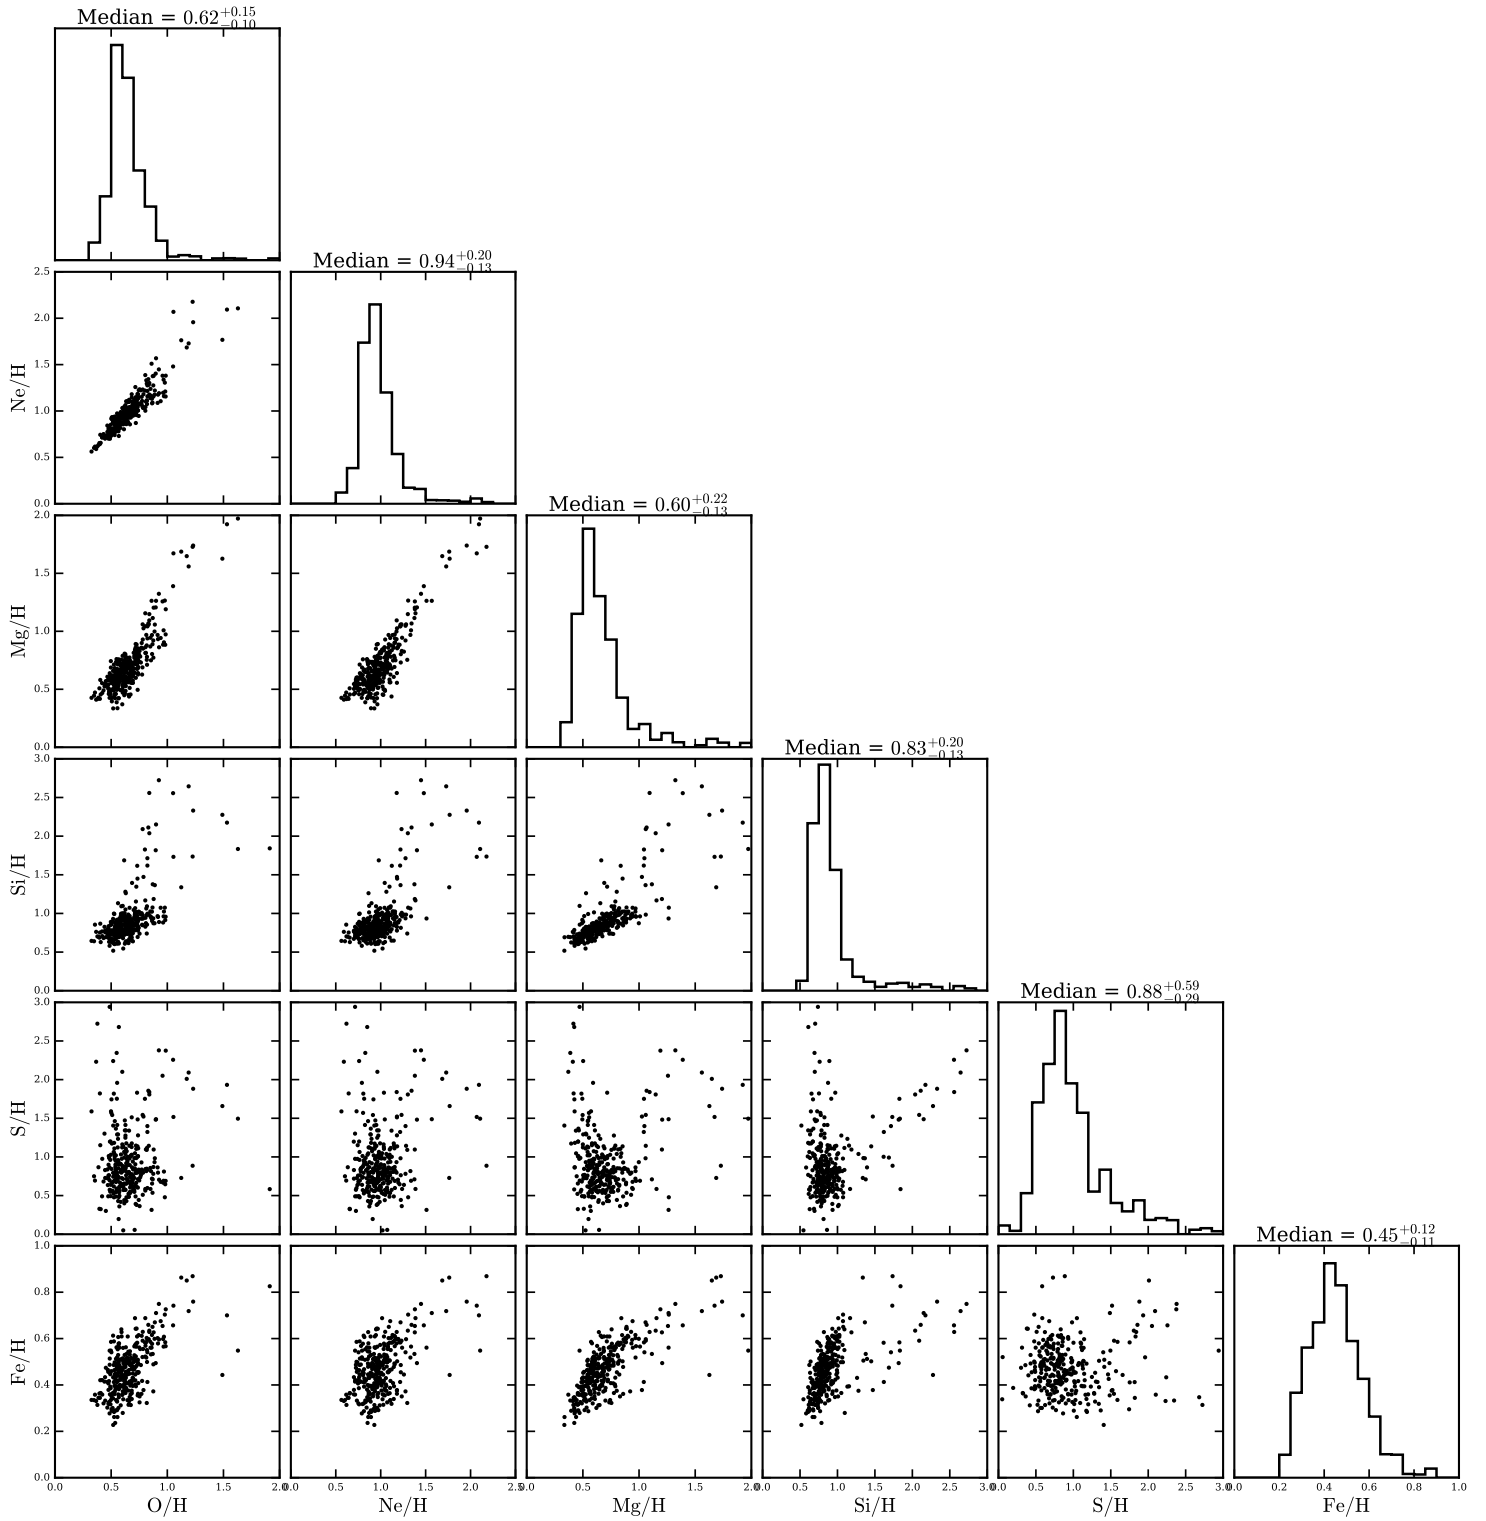 Median = 0.62+0.15−0.10
Median = 0.94+0.20−0.13
2.5
2.0
1.5
1.0
0.5
0.0
Ne/H
Median = 0.60+0.22−0.13
2.0
1.5
1.0
0.5
0.0
Mg/H
Median = 0.83+0.20−0.13
3.0
2.5
2.0
1.5
1.0
0.5
0.0
Si/H
Median = 0.88+0.59−0.29
3.0
2.5
2.0
1.5
1.0
0.5
0.0
S/H
Median = 0.45+0.12−0.11
1.0
0.8
0.6
0.4
0.2
0.0
Fe/H
0.0 0.5 1.0 1.5 2.0
0.0 0.5 1.0 1.5 2.0 2.5
0.0 0.5 1.0 1.5 2.0
0.0 0.5 1.0 1.5 2.0 2.5 3.0
0.0 0.5 1.0 1.5 2.0 2.5 3.0
0.0 0.2 0.4 0.6 0.8 1.0
O/H Ne/H Mg/H Si/H S/H Fe/H